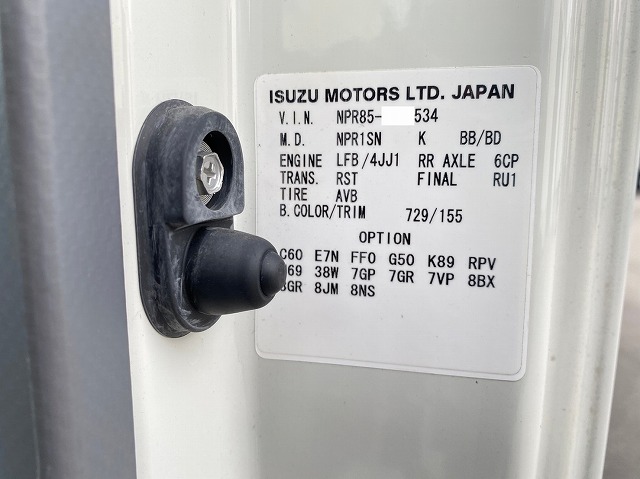 ISUZU MOTORS LTD. JAPAN
V.I.N. NPR85- 534
M.D. NPR1SN K BB/BD
ENGINE LFB/4JJ1 RR AXLE 6CP
TRANS. RST FINAL RU1
TIRE AVB
B.COLOR/TRIM 729/155
OPTION
E7N FF0 G50 K89 RPV
38W 7GP 7GR 7VP 8BX
8JM 8NS